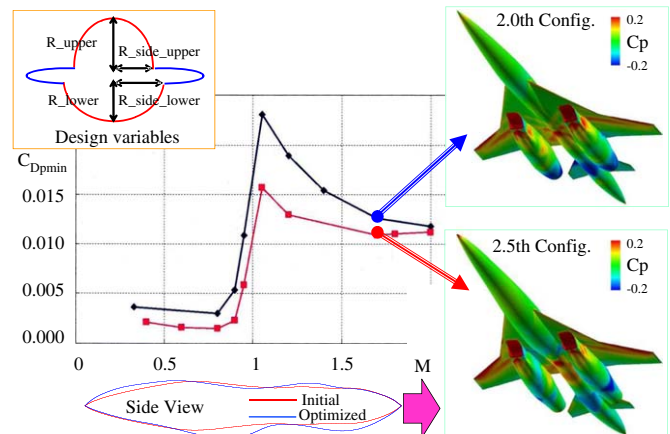 R_upper
R_side_upper
R_lower
R_side_lower
Design variables
C_Dpmin
0.015
0.010
0.005
0.000
0
0.5
1
1.5
M
Side View
Initial
Optimized
2.0th Config.
0.2
Cp
-0.2
2.5th Config.
0.2
Cp
-0.2